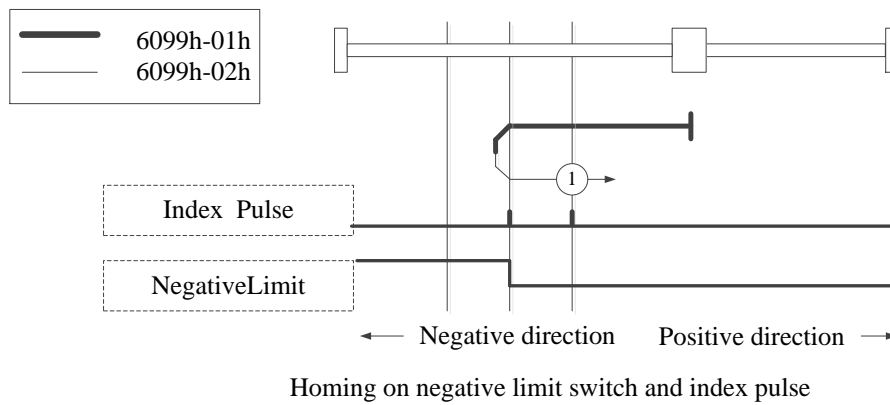 6099h-01h
6099h-02h
1
Index Pulse
NegativeLimit
Negative direction Positive direction
Homing on negative limit switch and index pulse